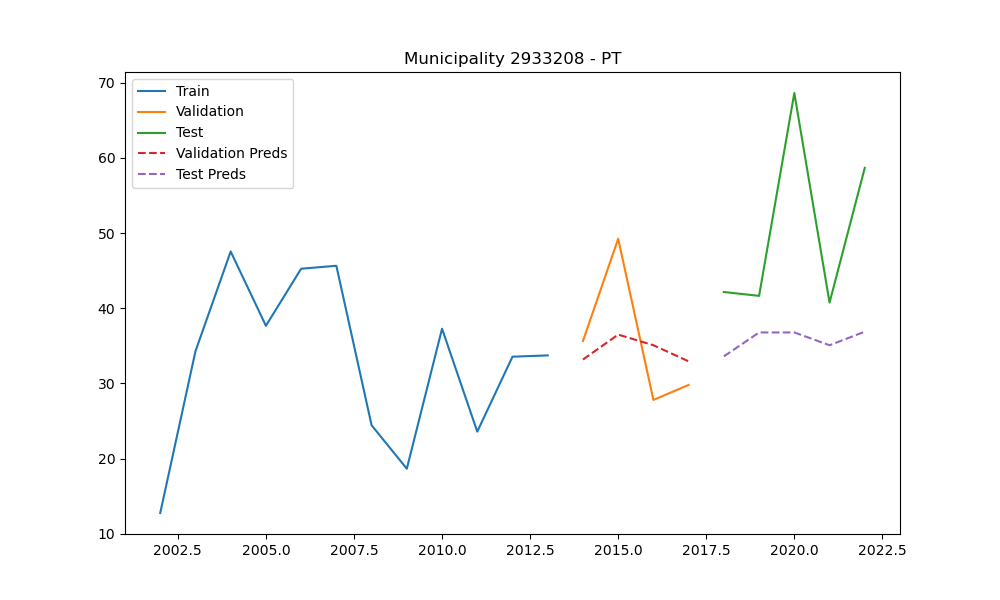 Municipality 2933208 - PT
Train
Validation
Test
Validation Preds
Test Preds
70
60
50
40
30
20
10
2002.5 2005.0 2007.5 2010.0 2012.5 2015.0 2017.5 2020.0 2022.5